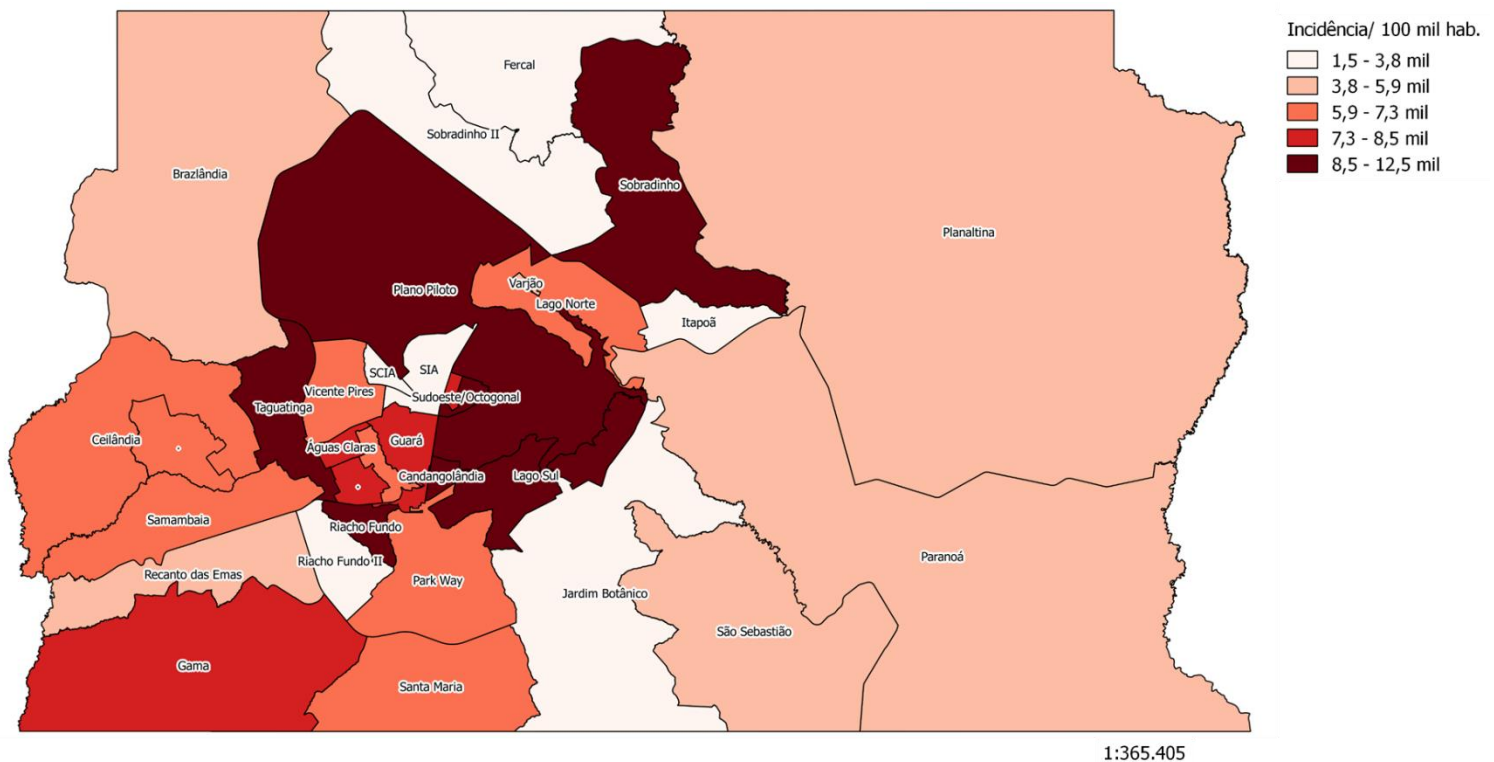 Incidência/ 100 mil hab.
1,5 - 3,8 mil
3,8 - 5,9 mil
5,9 - 7,3 mil
7,3 - 8,5 mil
8,5 - 12,5 mil
Fercal
Sobradinho II
Brazlândia
Sobradinho
Planaltina
Plano Piloto
Varjão
Lago Norte
Itapoã
SCIA
SIA
Vicente Pires
Sudoeste/Octogonal
Taguatinga
Ceilândia
Águas Claras
Guará
Candangolândia
Lago Sul
Samambaia
Riacho Fundo
Riacho Fundo II
Recanto das Emas
Park Way
Jardim Botânico
Paranoá
São Sebastião
Gama
Santa Maria
1:365.405